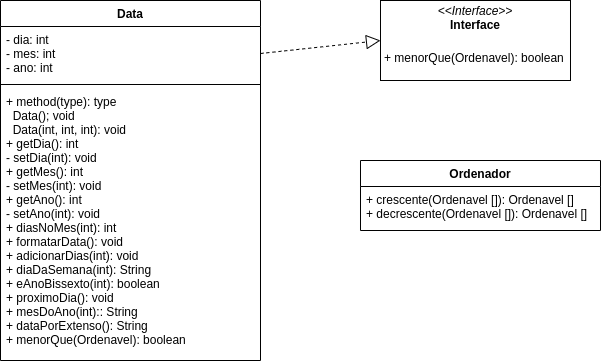 Data
- dia: int
- mes: int
- ano: int
+ method(type): type
Data(); void
Data(int, int, int): void
+ getDia(): int
- setDia(int): void
+ getMes(): int
- setMes(int): void
+ getAno(): int
- setAno(int): void
+ diasNoMes(int): int
+ formatarData(): void
+ adicionarDias(int): void
+ diaDaSemana(int): String
+ eAnoBissexto(int): boolean
+ proximoDia(): void
+ mesDoAno(int):: String
+ dataPorExtenso(): String
+ menorQue(Ordenavel): boolean
<<Interface>>
Interface
+ menorQue(Ordenavel): boolean
Ordenador
+ crescente(Ordenavel []): Ordenavel []
+ decrescente(Ordenavel []): Ordenavel []